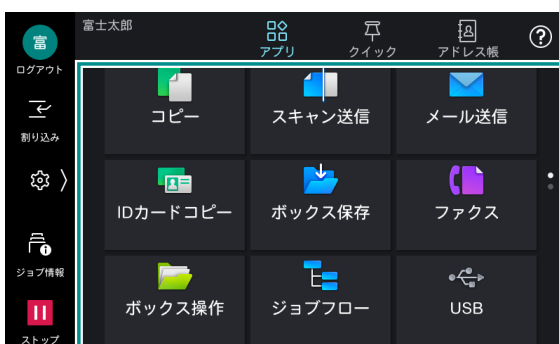 富士太郎
富
ログアウト
アプリ
クイック
アドレス帳
?
割り込み
ジョブ情報
ストップ
コピー
スキャン送信
メール送信
IDカードコピー
ボックス保存
ファクス
ボックス操作
ジョブフロー
USB